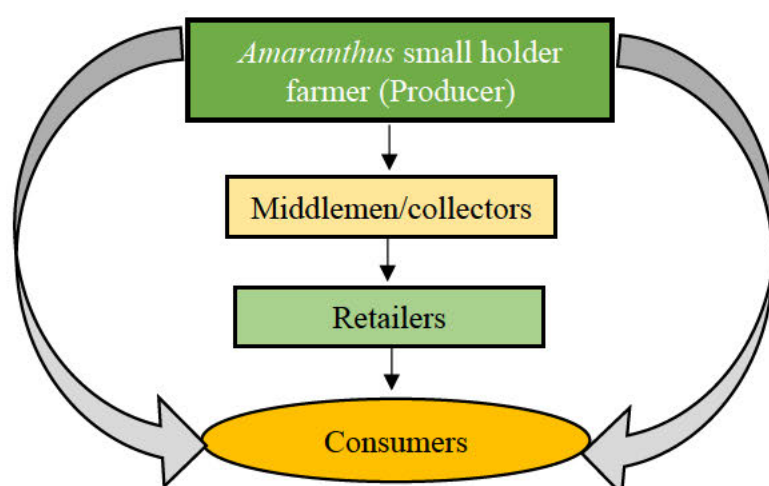 Amaranthus small holder
farmer (Producer)
Middlemen/collectors
Retailers
Consumers